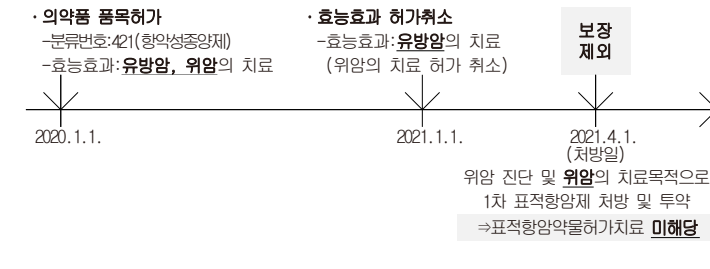 · 의약품 품목허가
-분류번호:421(항악성종양제)
-효능효과:유방암, 위암의 치료
· 효능효과 허가취소
-효능효과:유방암의 치료
(위암의 치료 허가 취소)
보장
제외
2020.1.1.
2021.1.1.
2021.4.1.
(처방일)
위암 진단 및 위암의 치료목적으로
1차 표적항암제 처방 및 투약
⇒표적항암약물허가치료 미해당